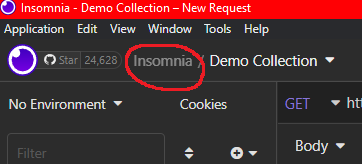 Insomnia - Demo Collection – New Request
Application File Edit View Window Tools Help
Star 24,628 Insomnia / Demo Collection
No Environment Cookies GET
Filter Body